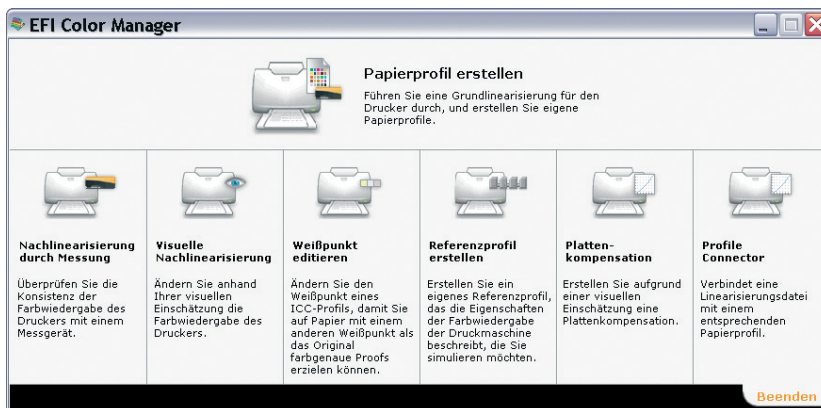 EFI Color Manager
Papierprofil erstellen
Führen Sie eine Grundlinearisierung für den
Drucker durch, und erstellen Sie eigene
Papierprofile.
Nachlinearisierung
durch Messung
Überprüfen Sie die
Konsistenz der
Farbwiedergabe des
Druckers mit einem
Messgerät.
Visuelle
Nachlinearisierung
Ändern Sie anhand
Ihrer visuellen
Einschätzung die
Farbwiedergabe des
Druckers.
Weißpunkt
editieren
Ändern Sie den
Weißpunkt eines
ICC-Profils, damit Sie
auf Papier mit einem
anderen Weißpunkt als
das Original
farbgenaue Proofs
erzielen können.
Referenzprofil
erstellen
Erstellen Sie ein
eigenes Referenzprofil,
das die Eigenschaften
der Farbwiedergabe
der Druckmaschine
beschreibt, die Sie
simulieren möchten.
Platten-
kompensation
Erstellen Sie aufgrund
einer visuellen
Einschätzung eine
Plattenkompensation.
Profile
Connector
Verbindet eine
Linearisierungsdatei
mit einem
entsprechenden
Papierprofil.
Beenden